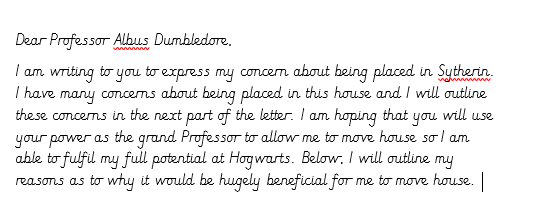 Dear Professor Albus Dumbledore,
I am writing to you to express my concern about being placed in Sytherin.
I have many concerns about being placed in this house and I will outline
these concerns in the next part of the letter. I am hoping that you will use
your power as the grand Professor to allow me to move house so I am
able to fulfil my full potential at Hogwarts. Below, I will outline my
reasons as to why it would be hugely beneficial for me to move house.